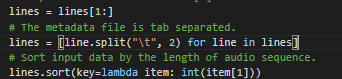 lines = lines[1:]
# The metadata file is tab separated.
lines = [line.split("\t", 2) for line in lines]
# Sort input data by the length of audio sequence.
lines.sort(key=lambda item: int(item[1]))